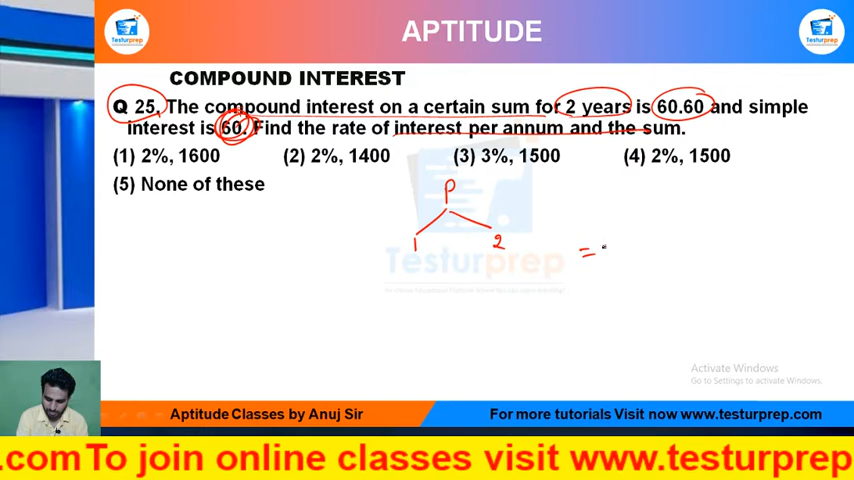 APTITUDE
Testurprep
Testurprep
COMPOUND INTEREST
Q 25. The compound interest on a certain sum for 2 years is 60.60 and simple
interest is 60. Find the rate of interest per annum and the sum.
(1) 2%, 1600 (2) 2%, 1400 (3) 3%, 1500 (4) 2%, 1500
(5) None of these
P
1 2 =
Testurprep
Activate Windows
Go to Settings to activate Windows.
Aptitude Classes by Anuj Sir For more tutorials Visit now www.testurprep.com
.com To join online classes visit www.testurprep